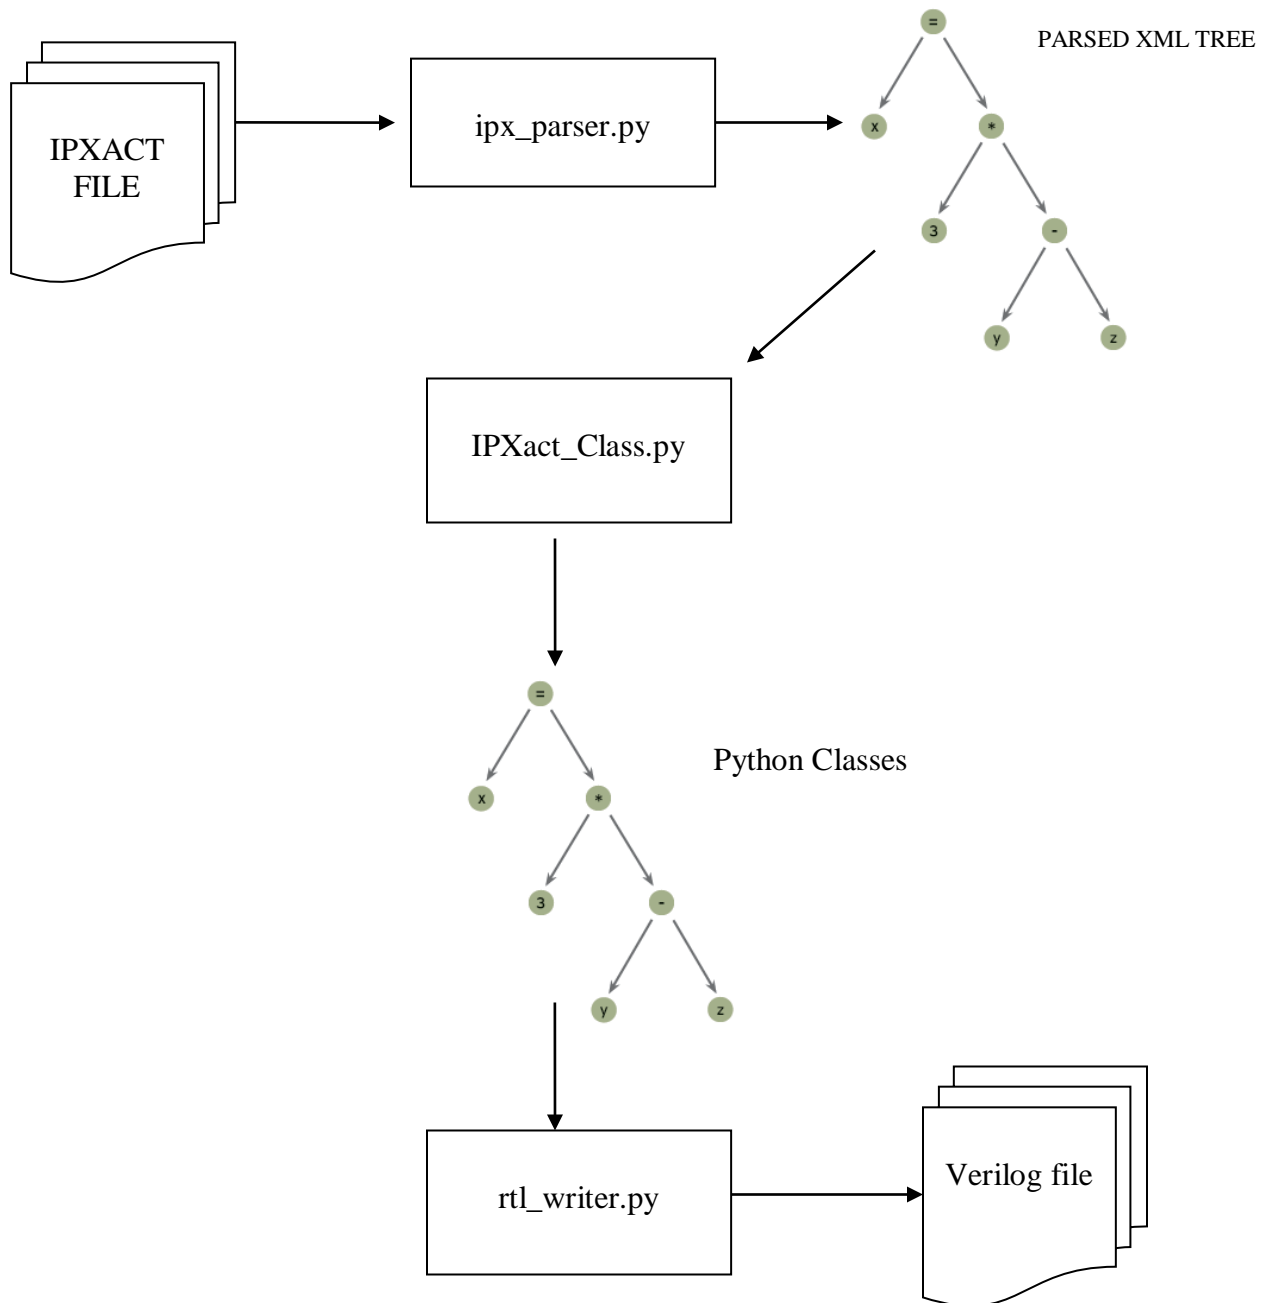 =
PARSED XML TREE
IPXACT
FILE
ipx_parser.py
x
*
3
-
y
z
IPXact_Class.py
=
Python Classes
x
*
3
-
y
z
rtl_writer.py
Verilog file